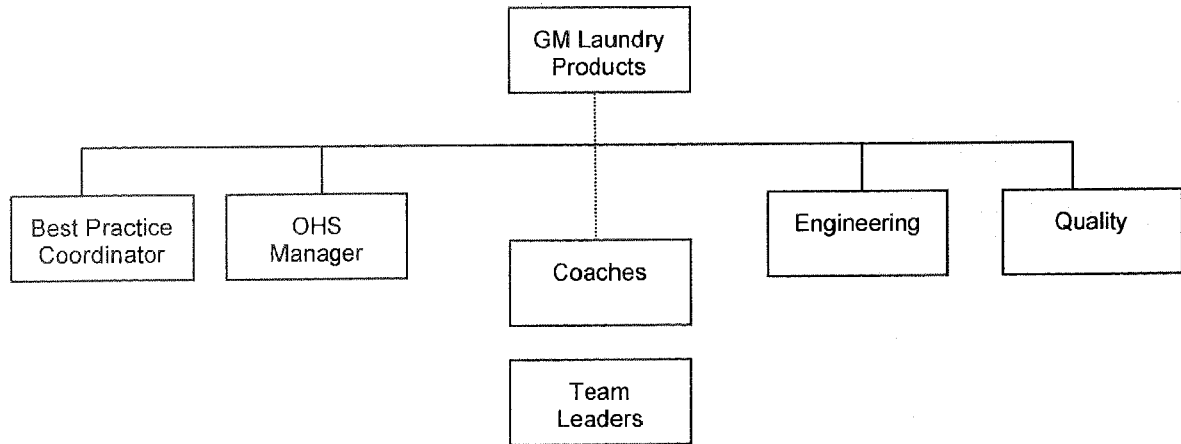 GM Laundry
Products
Best Practice
Coordinator
OHS
Manager
Coaches
Engineering
Quality
Team
Leaders